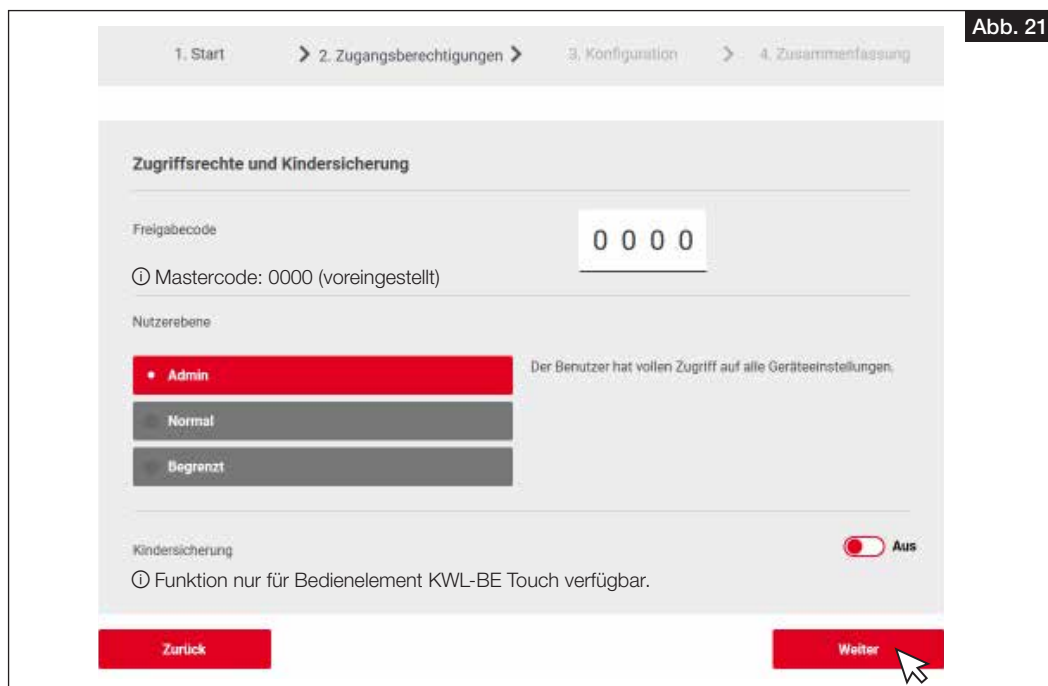 Abb. 21
1. Start > 2. Zugangsberechtigungen > 3. Konfiguration > 4. Zusammenfassung
Zugriffsrechte und Kindersicherung
Freigabecode
0 0 0 0
ⓘ Mastercode: 0000 (voreingestellt)
Nutzerebene
Admin
Der Benutzer hat vollen Zugriff auf alle Geräteeinstellungen.
Normal
Begrenzt
Kindersicherung
Aus
ⓘ Funktion nur für Bedienelement KWL-BE Touch verfügbar.
Zurück
Weiter